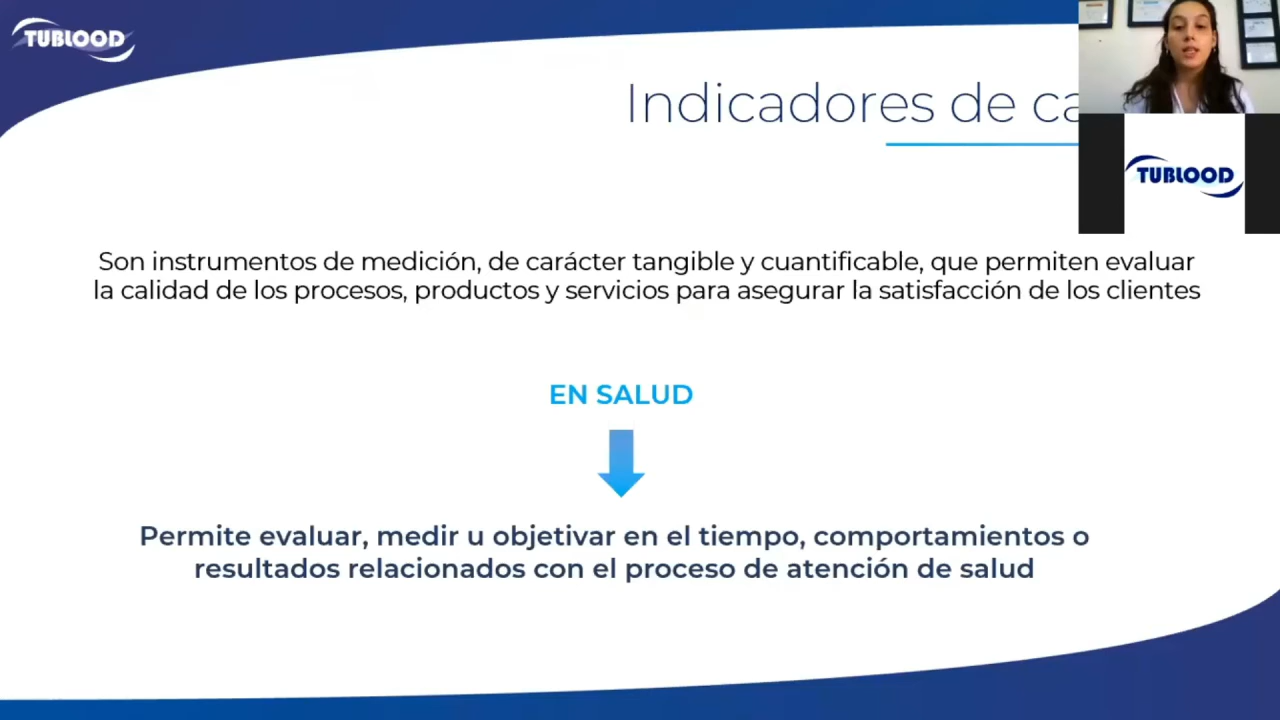 TUBLOOD
Indicadores de
TUBLOOD
Son instrumentos de medición, de carácter tangible y cuantificable, que permiten evaluar
la calidad de los procesos, productos y servicios para asegurar la satisfacción de los clientes
EN SALUD
Permite evaluar, medir u objetivar en el tiempo, comportamientos o
resultados relacionados con el proceso de atención de salud